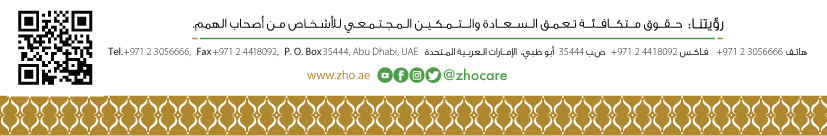 رؤيتنا: حقوق متكافئة تعمق السعادة والتمكين المجتمعي للأشخاص من أصحاب الهمم.
Tel.+971 2 3056666, Fax+971 2 4418092, P. O. Box 35444, Abu Dhabi, UAE هاتف 3056666 2 971+ فاكس 4418092 2 971+ ص.ب 35444 أبو ظبي، الإمارات العربية المتحدة
www.zho.ae @zhocare